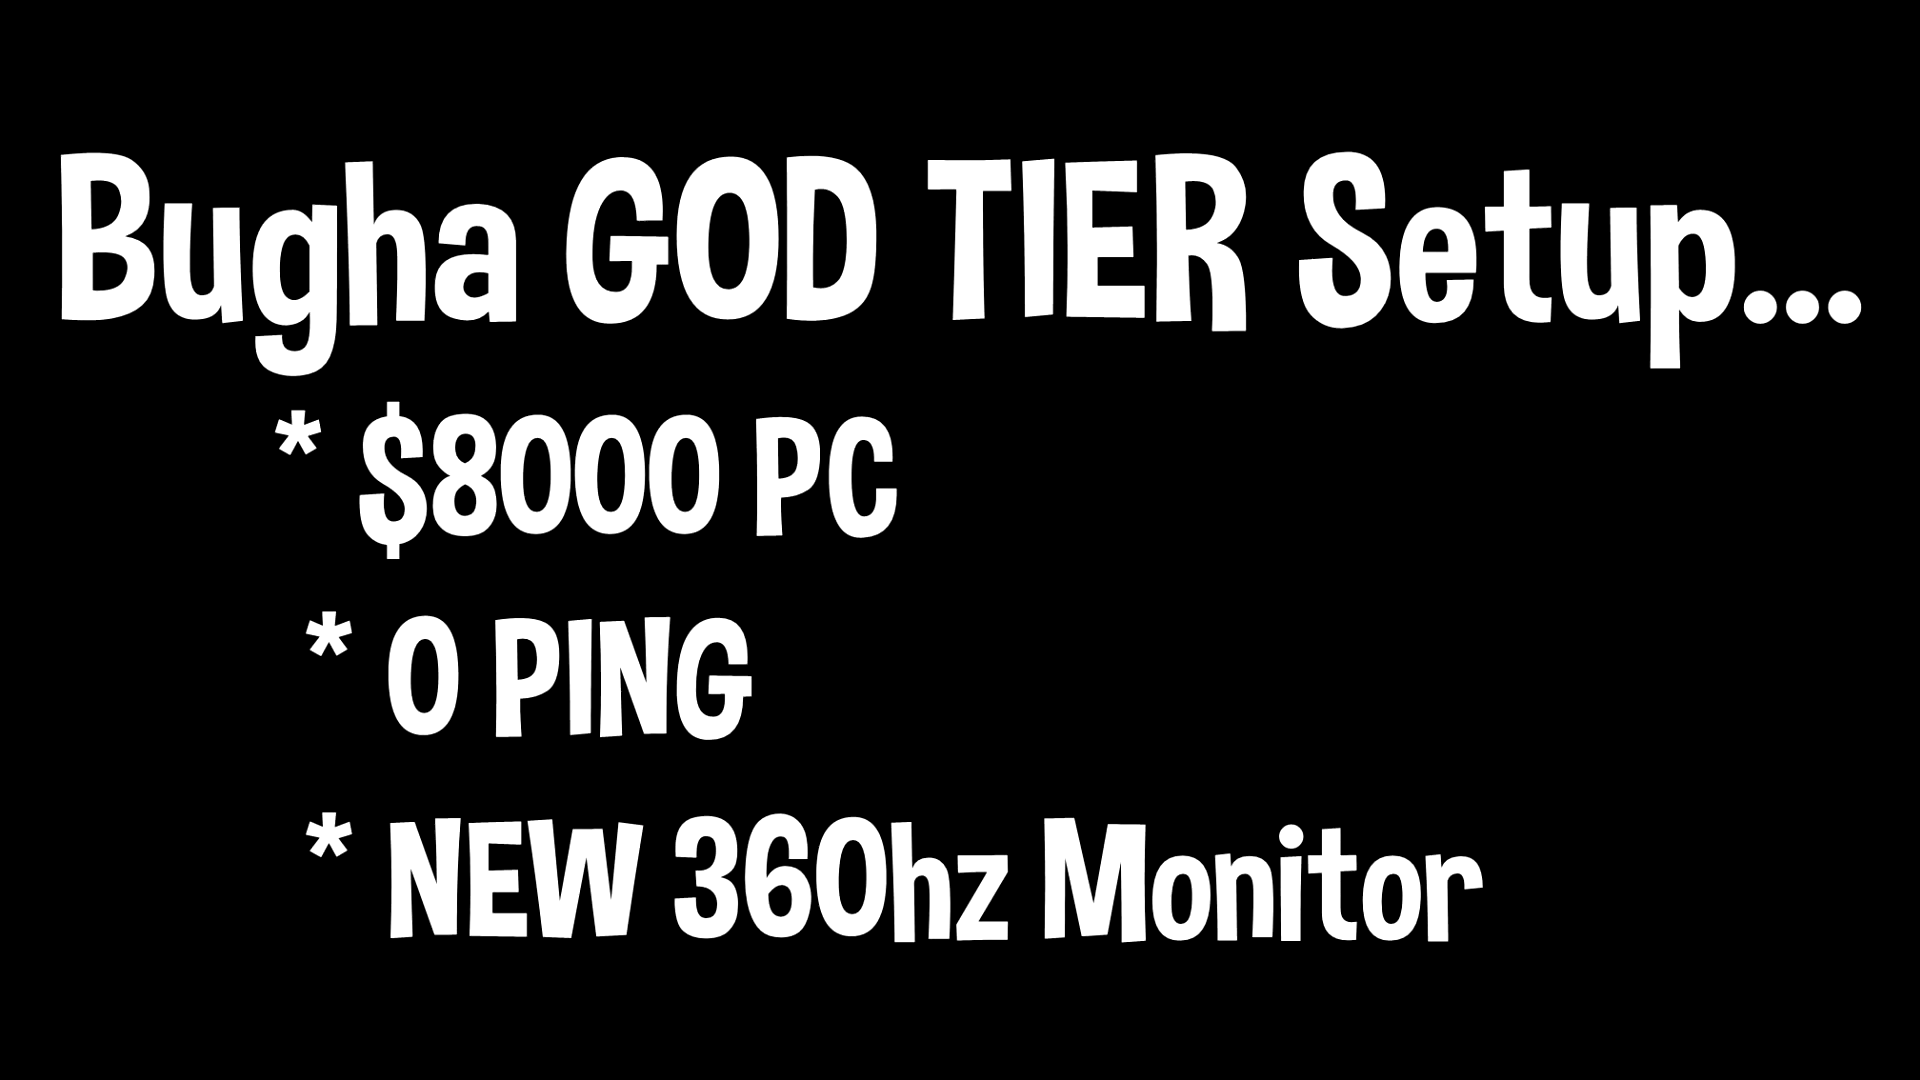 Bugha GOD TIER Setup...
* $8000 PC
* 0 PING
* NEW 360hz Monitor